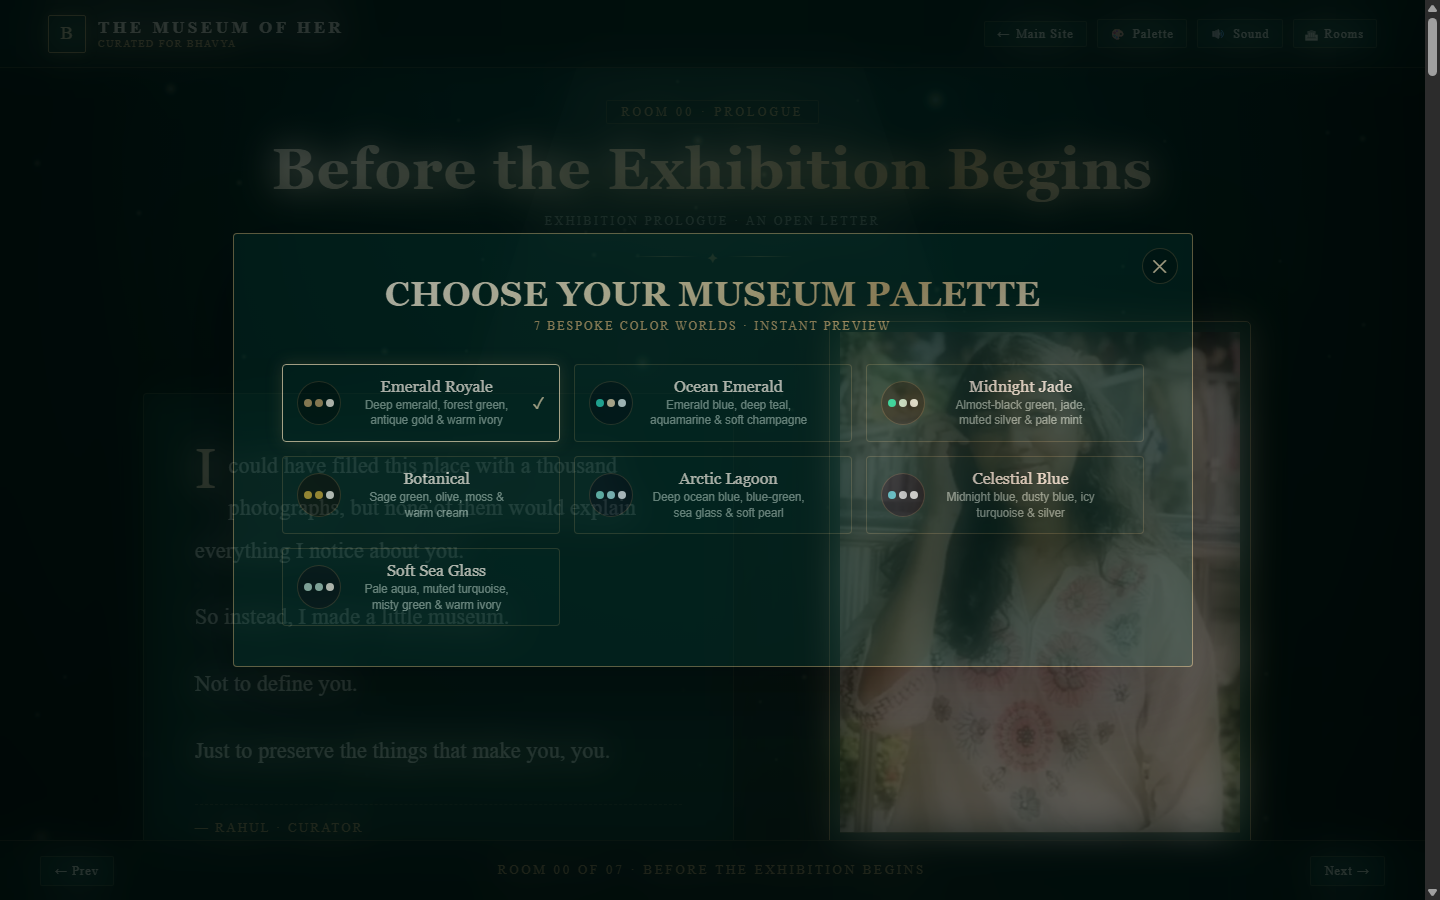 B
THE MUSEUM OF HER
CURATED FOR BHAVYA
← Main Site
Palette
Sound
Rooms
ROOM 00 · PROLOGUE
Before the Exhibition Begins
EXHIBITION PROLOGUE · AN OPEN LETTER
CHOOSE YOUR MUSEUM PALETTE
7 BESPOKE COLOR WORLDS · INSTANT PREVIEW
Emerald Royale
Deep emerald, forest green,
antique gold & warm ivory
✓
Ocean Emerald
Emerald blue, deep teal,
aquamarine & soft champagne
Midnight Jade
Almost-black green, jade,
muted silver & pale mint
Botanical
Sage green, olive, moss &
warm cream
Arctic Lagoon
Deep ocean blue, blue-green,
sea glass & soft pearl
Celestial Blue
Midnight blue, dusty blue, icy
turquoise & silver
Soft Sea Glass
Pale aqua, muted turquoise,
misty green & warm ivory
I could have filled this place with a thousand
photographs, but none of them would explain
everything I notice about you.
So instead, I made a little museum.
Not to define you.
Just to preserve the things that make you, you.
— RAHUL · CURATOR
← Prev
ROOM 00 OF 07 · BEFORE THE EXHIBITION BEGINS
Next →